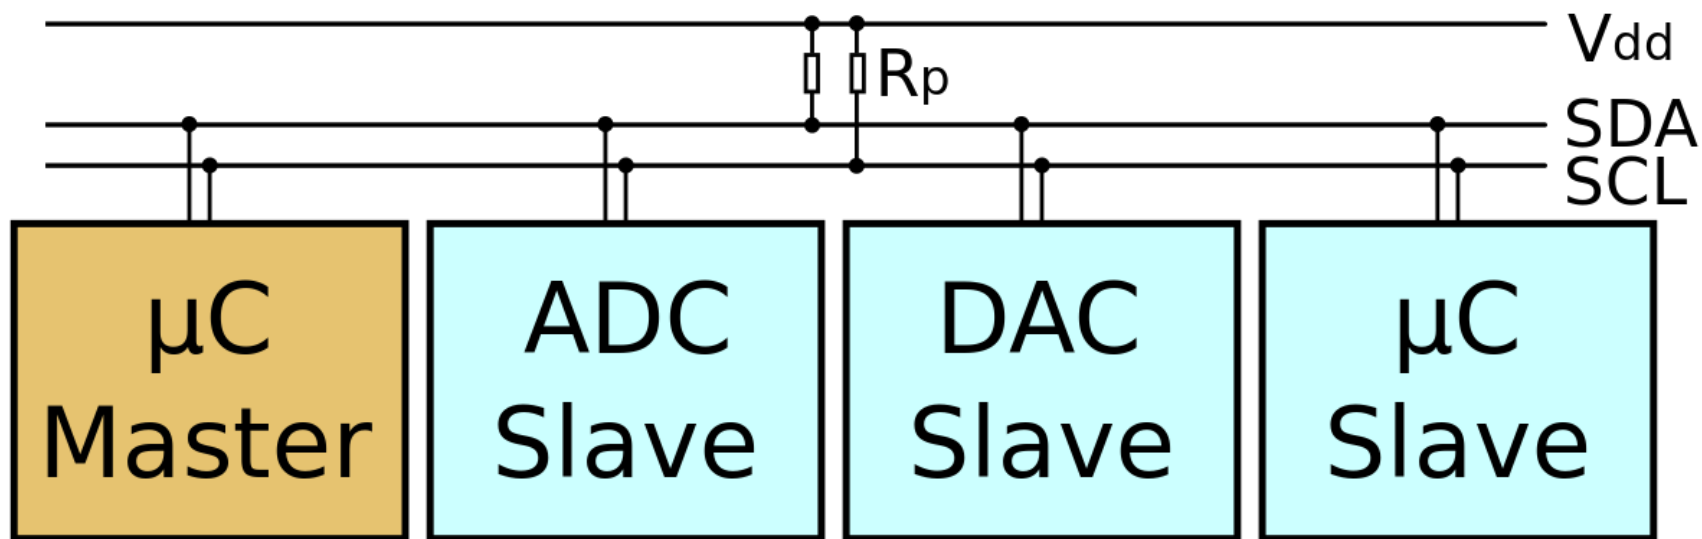 Vdd
Rp
SDA
SCL
µC
Master
ADC
Slave
DAC
Slave
µC
Slave